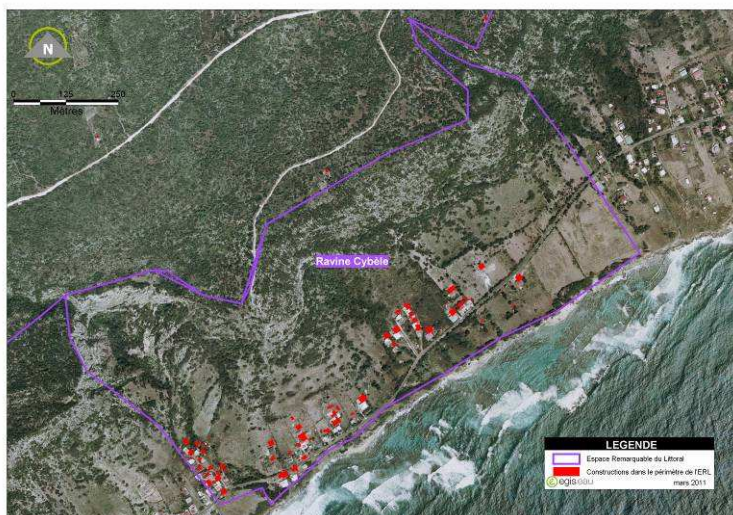 N
0 125 250
Mètres
Ravine Cybèle
LEGENDE
Espace Remarquable du Littoral
Constructions dans le périmètre de l'ERL
egis eau
mars 2011